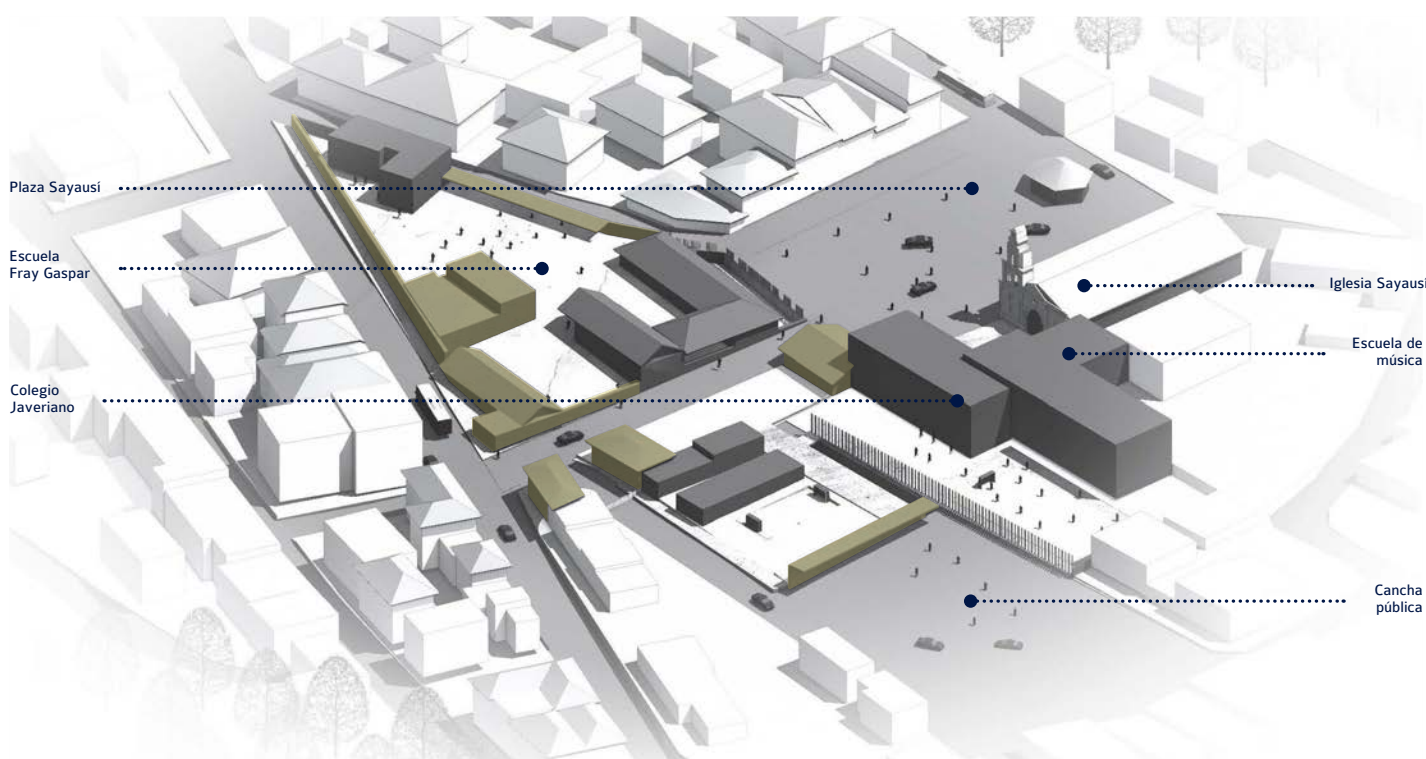 Plaza Sayausí
Escuela
Fray Gaspar
Colegio
Javeriano
Iglesia Sayausí
Escuela de
música
Cancha
pública